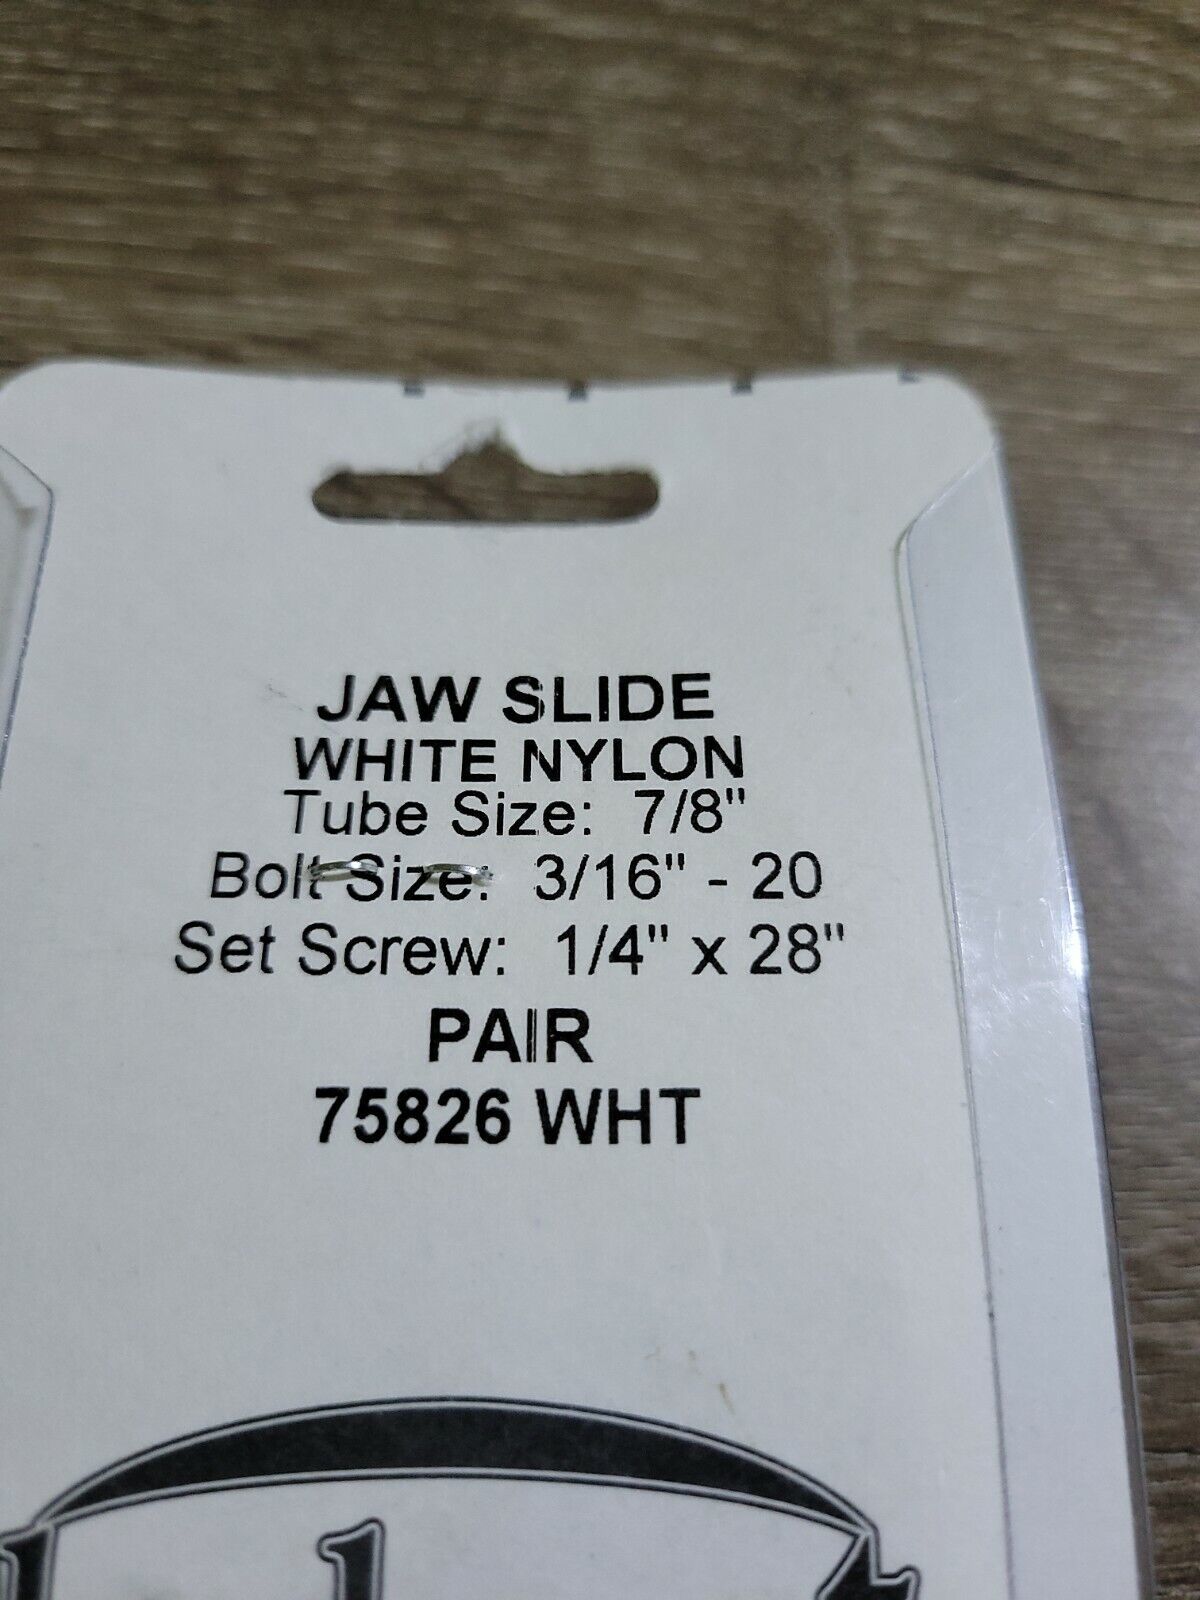 JAW SLIDE
WHITE NYLON
Tube Size: 7/8"
Bolt Size: 3/16" - 20
Set Screw: 1/4" x 28"
PAIR
75826 WHT